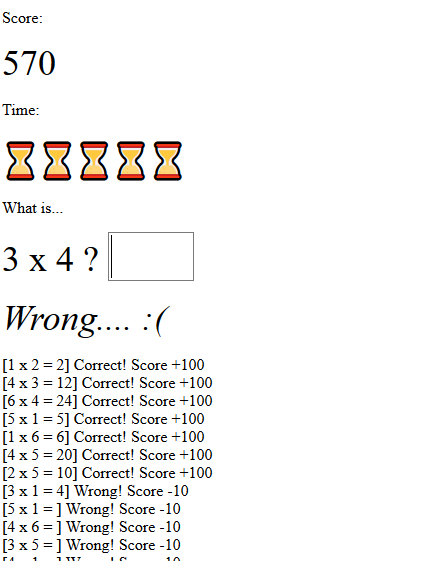 Score:
570
Time:
What is...
3 x 4 ?
Wrong.... :(
[1 x 2 = 2] Correct! Score +100
[4 x 3 = 12] Correct! Score +100
[6 x 4 = 24] Correct! Score +100
[5 x 1 = 5] Correct! Score +100
[1 x 6 = 6] Correct! Score +100
[4 x 5 = 20] Correct! Score +100
[2 x 5 = 10] Correct! Score +100
[3 x 1 = 4] Wrong! Score -10
[5 x 1 = ] Wrong! Score -10
[4 x 6 = ] Wrong! Score -10
[3 x 5 = ] Wrong! Score -10